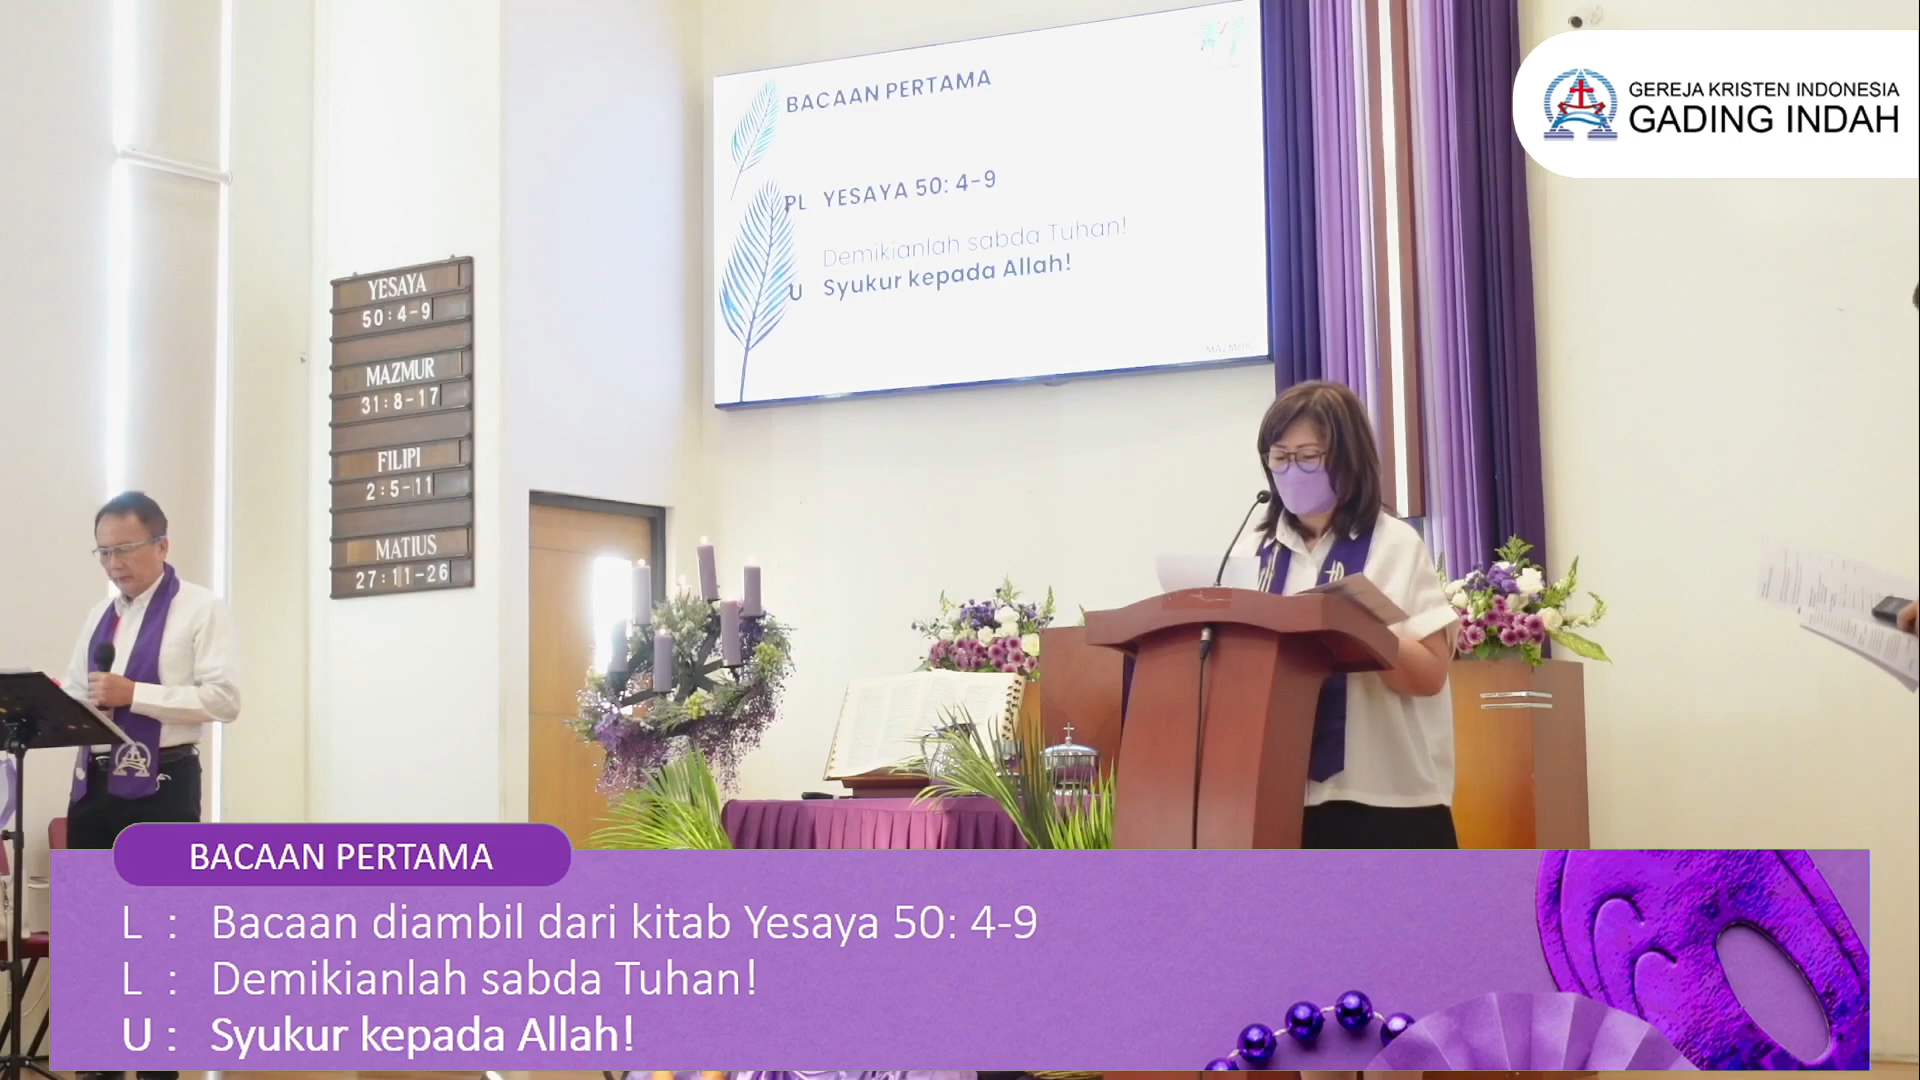 BACAAN PERTAMA
PL YESAYA 50: 4-9
Demikianlah sabda Tuhan!
U Syukur kepada Allah!
GEREJA KRISTEN INDONESIA
GADING INDAH
YESAYA
50:4-9
MAZMUR
31:8-17
FILIPI
2:5-11
MATIUS
27:11-26
BACAAN PERTAMA
L : Bacaan diambil dari kitab Yesaya 50: 4-9
L : Demikianlah sabda Tuhan!
U : Syukur kepada Allah!